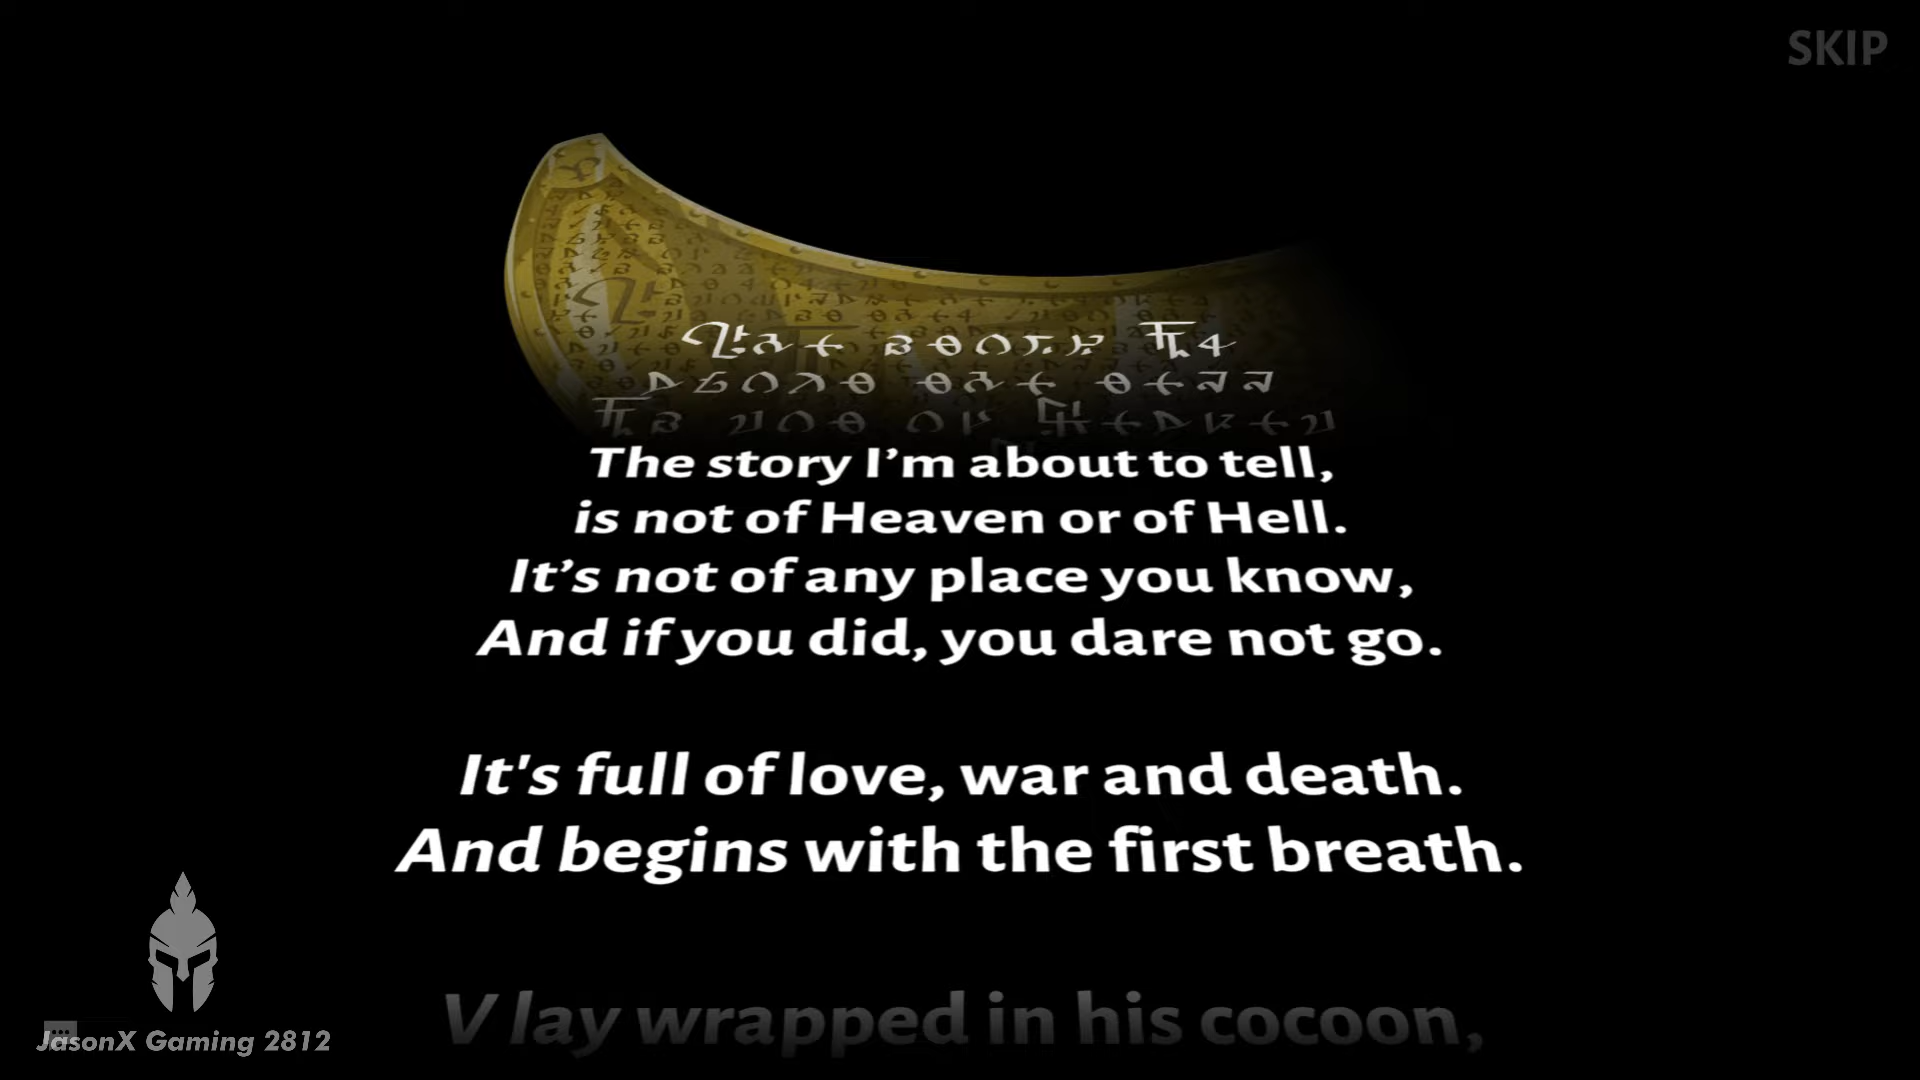 SKIP
The story I’m about to tell,
is not of Heaven or of Hell.
It’s not of any place you know,
And if you did, you dare not go.
It's full of love, war and death.
And begins with the first breath.
V lay wrapped in his cocoon,
JasonX Gaming 2812